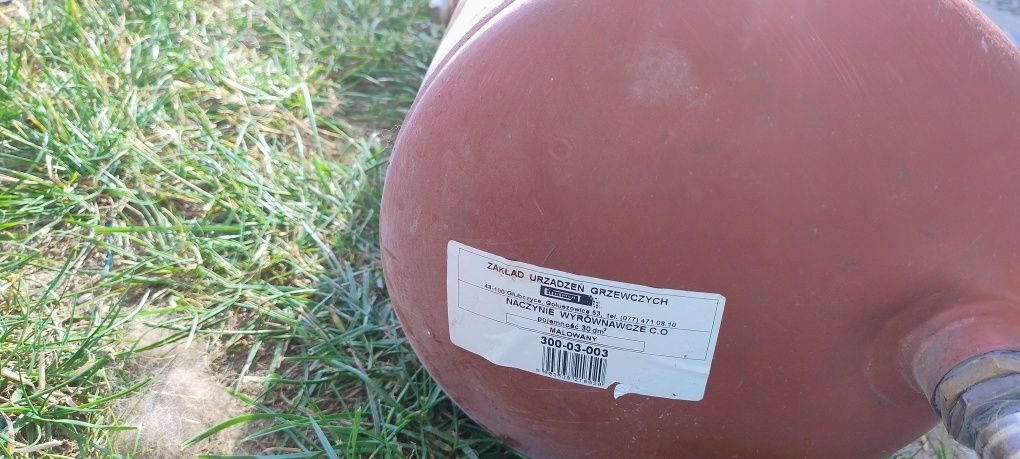 ZAKŁAD URZĄDZEŃ GRZEWCZYCH
48-100 Głubczyce, Gołuszowice 53, tel. (077) 471 08 10
NACZYNIE WYRÓWNAWCZE C.O
pojemność 30 dm³
MALOWANY
300-03-003